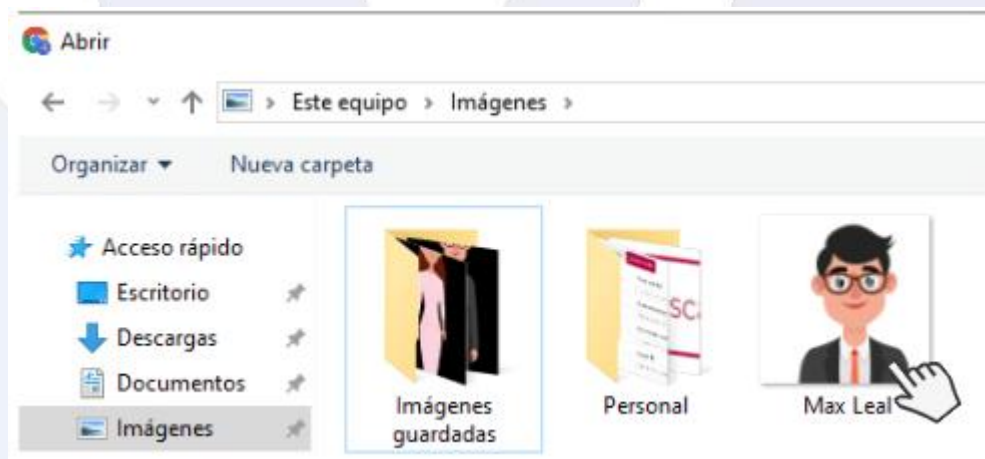 Abrir
Este equipo > Imágenes >
Organizar Nueva carpeta
Acceso rápido
Escritorio
Descargas
Documentos
Imágenes
Imágenes
guardadas
Personal
Max Leal